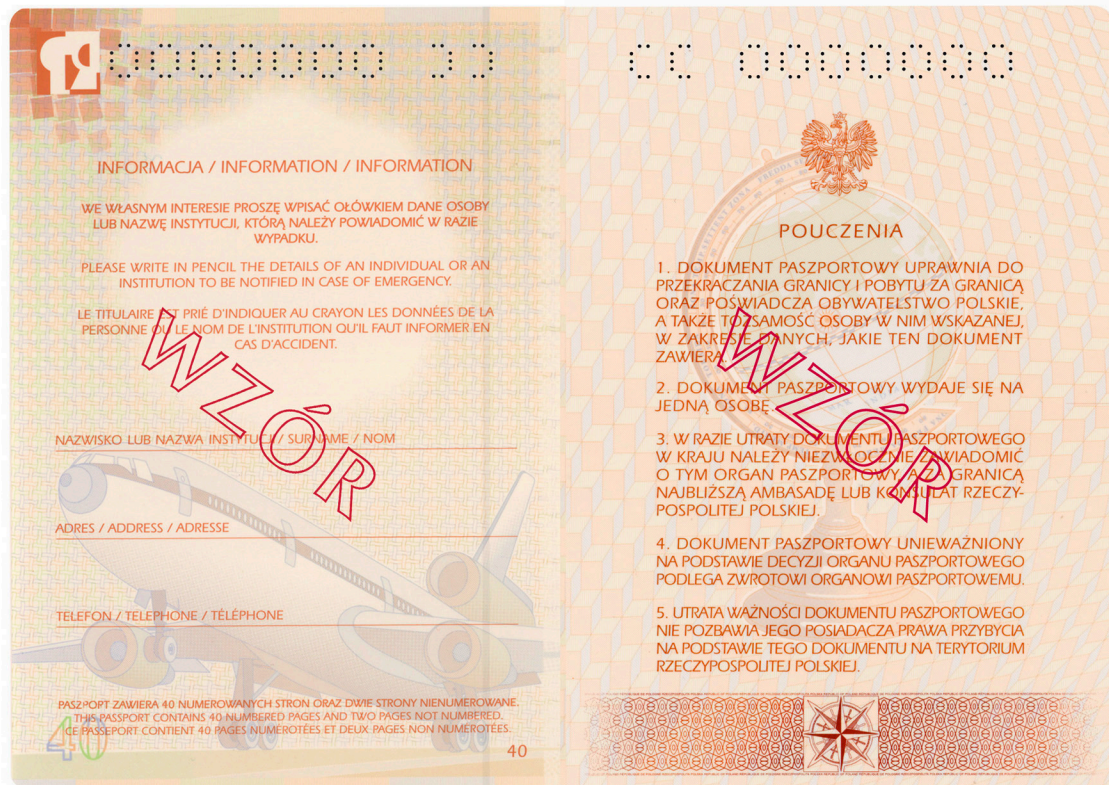 CC 0000000
INFORMACJA / INFORMATION / INFORMATION
WE WŁASNYM INTERESIE PROSZĘ WPISAĆ OŁÓWKIEM DANE OSOBY
LUB NAZWĘ INSTYTUCJI, KTÓRĄ NALEŻY POWIADOMIĆ W RAZIE
WYPADKU.
PLEASE WRITE IN PENCIL THE DETAILS OF AN INDIVIDUAL OR AN
INSTITUTION TO BE NOTIFIED IN CASE OF EMERGENCY.
LE TITULAIRE EST PRIÉ D'INDIQUER AU CRAYON LES DONNÉES DE LA
PERSONNE OU LE NOM DE L'INSTITUTION QU'IL FAUT INFORMER EN
CAS D'ACCIDENT.
WZÓR
NAZWISKO LUB NAZWA INSTYTUCJI / SURNAME / NOM
ADRES / ADDRESS / ADRESSE
TELEFON / TELEPHONE / TÉLÉPHONE
PASZPORT ZAWIERA 40 NUMEROWANYCH STRON ORAZ DWIE STRONY NIENUMEROWANE.
THIS PASSPORT CONTAINS 40 NUMBERED PAGES AND TWO PAGES NOT NUMBERED.
CE PASSEPORT CONTIENT 40 PAGES NUMÉROTÉES ET DEUX PAGES NON NUMÉROTÉES.
40
40
CC 0000000
POUCZENIA
1. DOKUMENT PASZPORTOWY UPRAWNIA DO
PRZEKRACZANIA GRANICY I POBYTU ZA GRANICĄ
ORAZ POŚWIADCZA OBYWATELSTWO POLSKIE,
A TAKŻE TOŻSAMOŚĆ OSOBY W NIM WSKAZANEJ,
W ZAKRESIE DANYCH, JAKIE TEN DOKUMENT
ZAWIERA.
2. DOKUMENT PASZPORTOWY WYDAJE SIĘ NA
JEDNĄ OSOBĘ.
WZÓR
3. W RAZIE UTRATY DOKUMENTU PASZPORTOWEGO
W KRAJU NALEŻY NIEZWŁOCZNIE ZAWIADOMIĆ
O TYM ORGAN PASZPORTOWY, A ZA GRANICĄ
NAJBLIŻSZĄ AMBASADĘ LUB KONSULAT RZECZY-
POSPOLITEJ POLSKIEJ.
4. DOKUMENT PASZPORTOWY UNIEWAŻNIONY
NA PODSTAWIE DECYZJI ORGANU PASZPORTOWEGO
PODLEGA ZWROTOWI ORGANOWI PASZPORTOWEMU.
5. UTRATA WAŻNOŚCI DOKUMENTU PASZPORTOWEGO
NIE POZBAWIA JEGO POSIADACZA PRAWA PRZYBYCIA
NA PODSTAWIE TEGO DOKUMENTU NA TERYTORIUM
RZECZYPOSPOLITEJ POLSKIEJ.